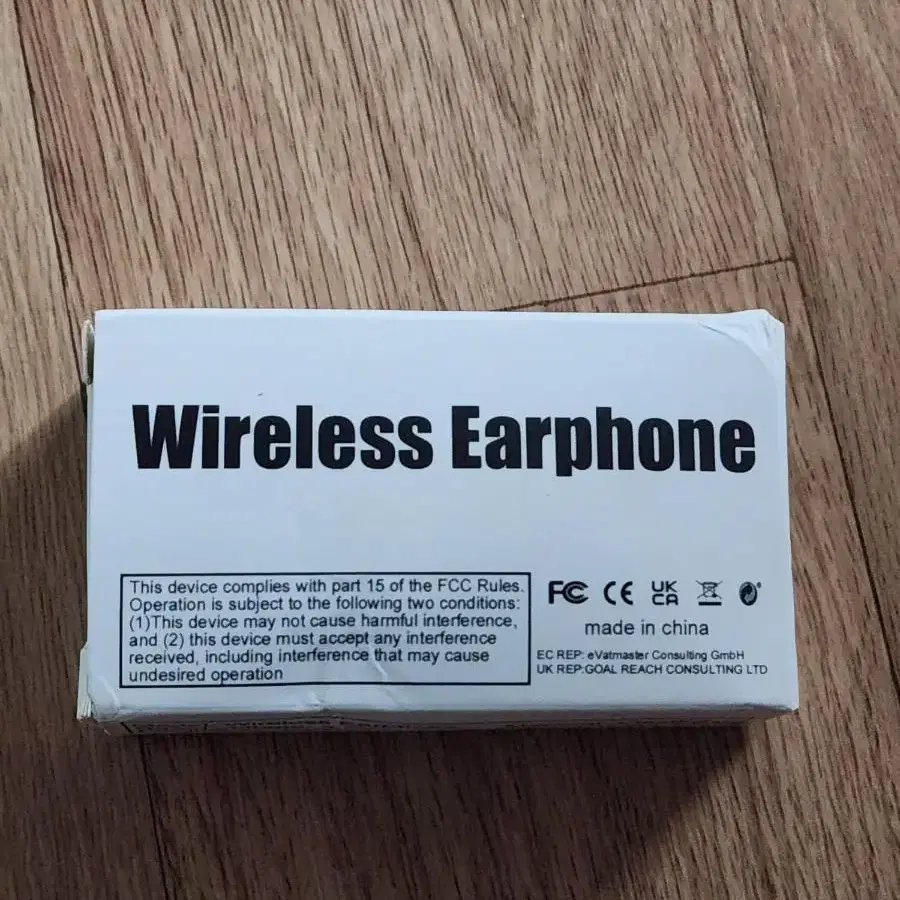 Wireless Earphone
This device complies with part 15 of the FCC Rules.
Operation is subject to the following two conditions:
(1)This device may not cause harmful interference,
and (2) this device must accept any interference
received, including interference that may cause
undesired operation
FC CE UK CA
made in china
EC REP: eVatmaster Consulting GmbH
UK REP:GOAL REACH CONSULTING LTD
Wireless